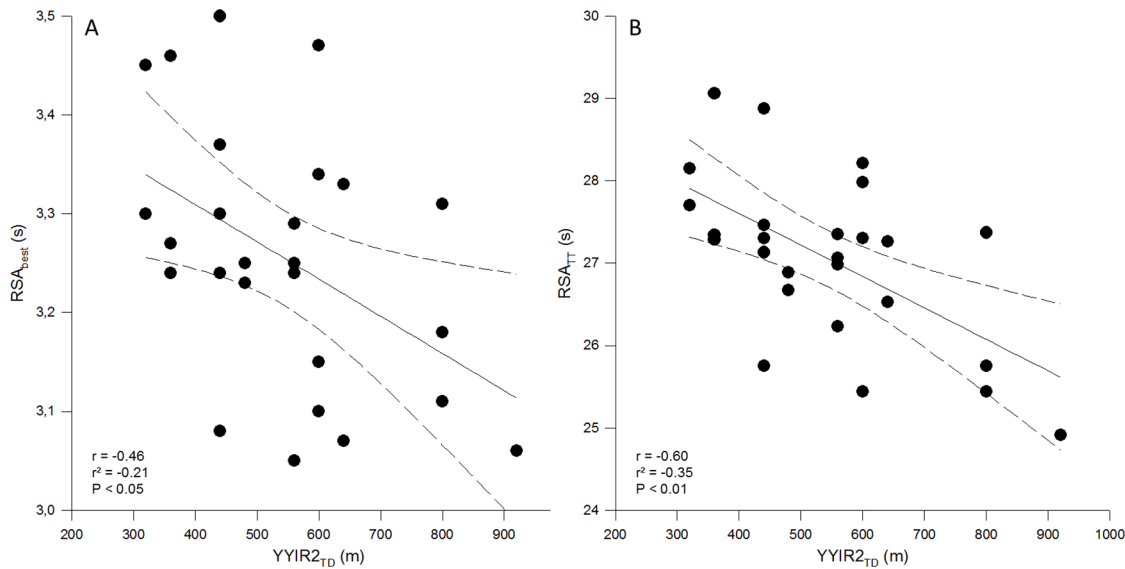 A
3,5
3,4
3,3
3,2
3,1
3,0
RSAbest (s)
r = -0.46
r² = -0.21
P < 0.05
200 300 400 500 600 700 800 900
YYIR2TD (m)
B
30
29
28
27
26
25
24
RSATT (s)
r = -0.60
r² = -0.35
P < 0.01
200 300 400 500 600 700 800 900 1000
YYIR2TD (m)